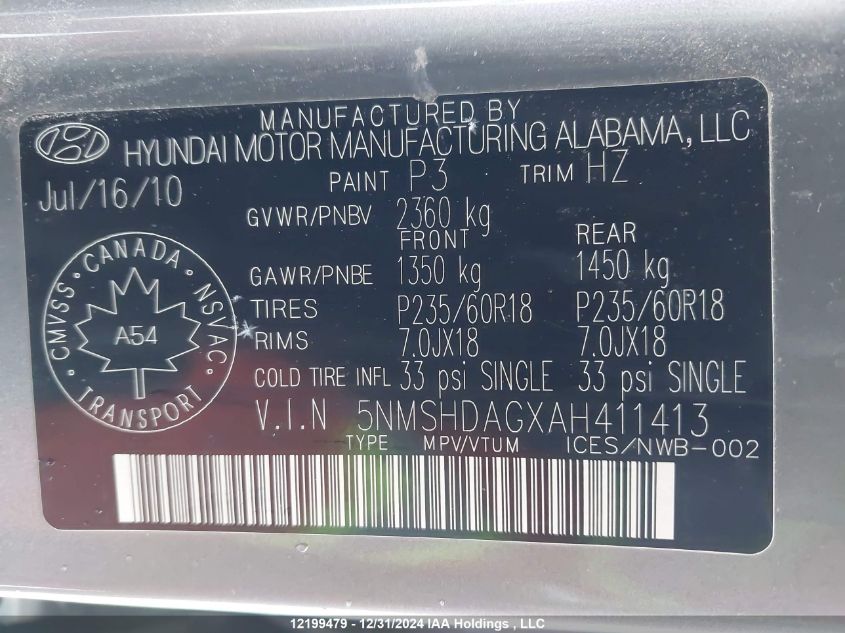 MANUFACTURED BY
HYUNDAI MOTOR MANUFACTURING ALABAMA, LLC
Jul/16/10 PAINT P3 TRIM HZ
GVWR/PNBV 2360 kg
FRONT REAR
GAWR/PNBE 1350 kg 1450 kg
TIRES P235/60R18 P235/60R18
RIMS 7.0JX18 7.0JX18
COLD TIRE INFL 33 psi SINGLE 33 psi SINGLE
V.I.N 5NMSHDAGXAH411413
TYPE MPV/VTUM ICES/NWB-002
CANADA • NSVAC • TRANSPORT • CMVSS •
A54
12199479 - 12/31/2024 IAA Holdings , LLC